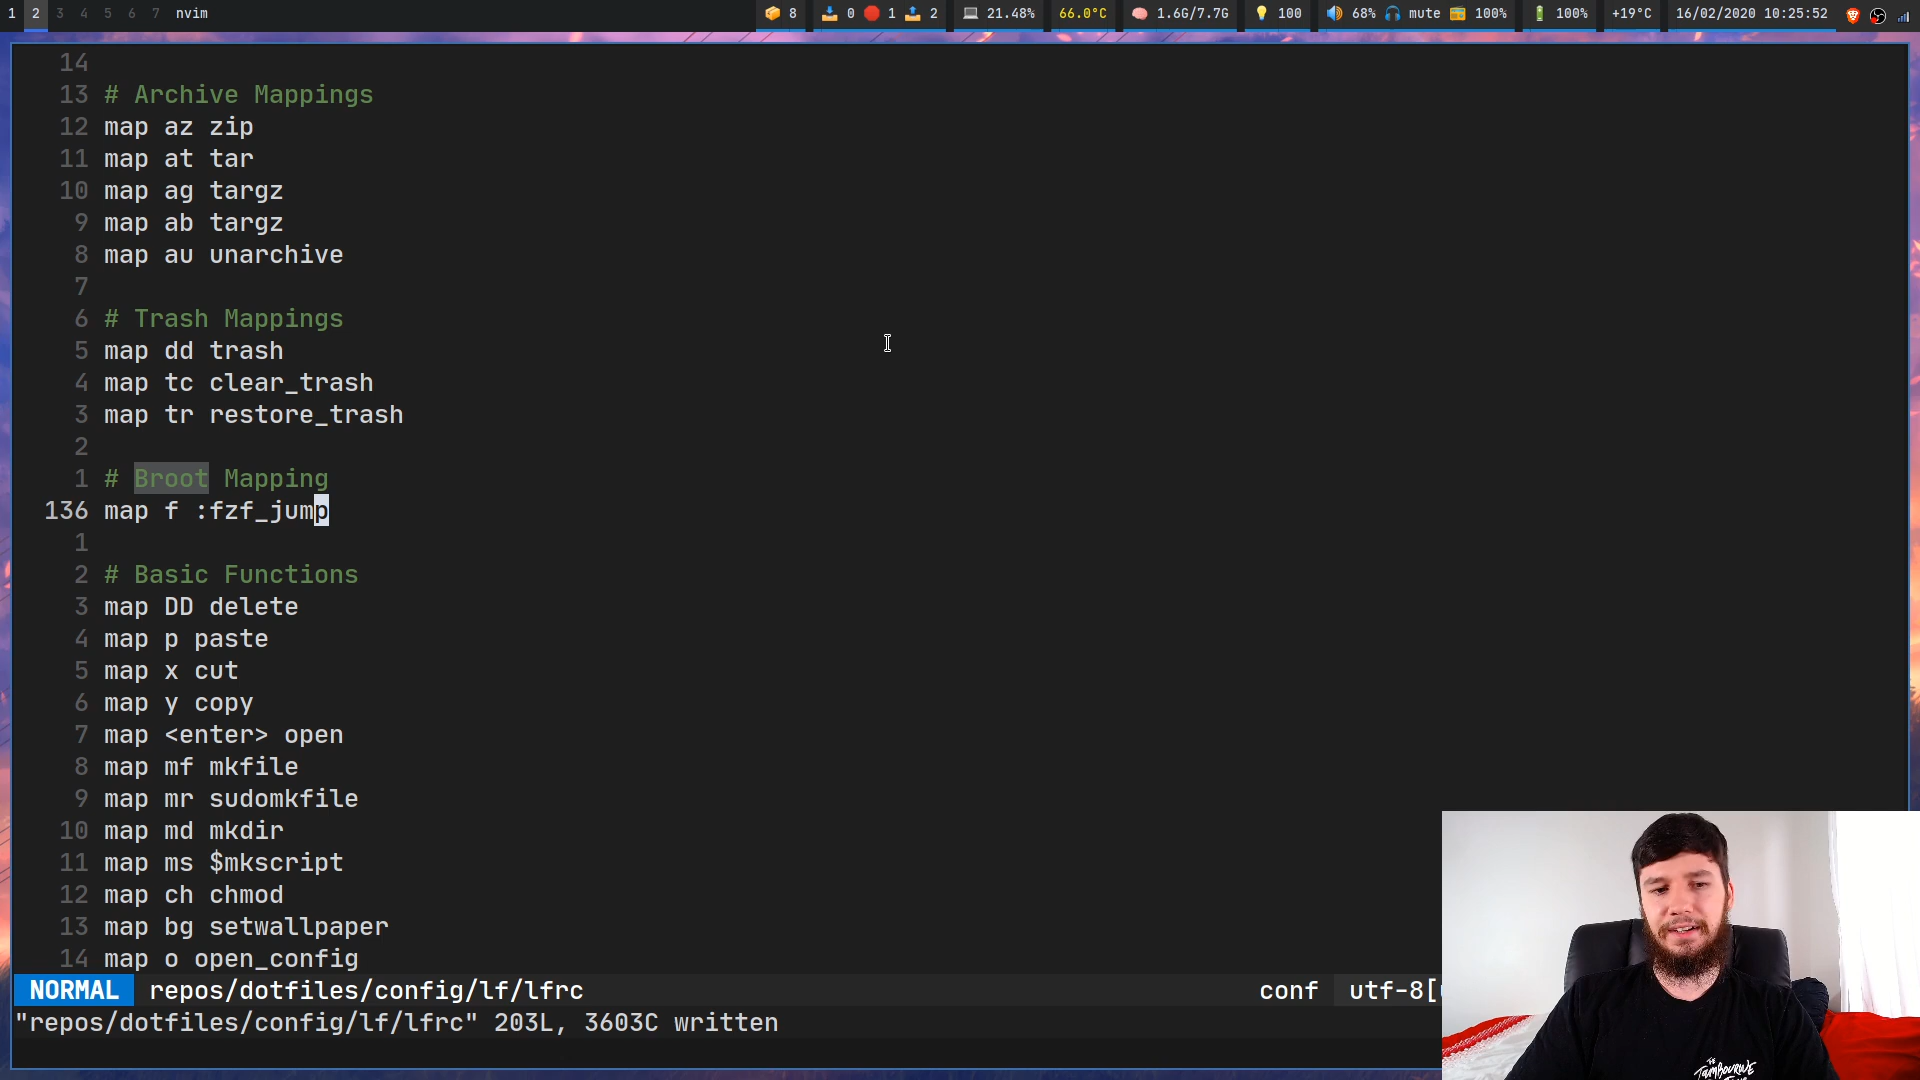 1 2 3 4 5 6 7 nvim 8 0 1 2 21.48% 66.0°C 1.6G/7.7G 100 68% mute 100% 100% +19°C 16/02/2020 10:25:52
14
13 # Archive Mappings
12 map az zip
11 map at tar
10 map ag targz
9 map ab targz
8 map au unarchive
7
6 # Trash Mappings
5 map dd trash
4 map tc clear_trash
3 map tr restore_trash
2
1 # Broot Mapping
136 map f :fzf_jump
1
2 # Basic Functions
3 map DD delete
4 map p paste
5 map x cut
6 map y copy
7 map <enter> open
8 map mf mkfile
9 map mr sudomkfile
10 map md mkdir
11 map ms $mkscript
12 map ch chmod
13 map bg setwallpaper
14 map o open_config
NORMAL repos/dotfiles/config/lf/lfrc conf utf-8[
"repos/dotfiles/config/lf/lfrc" 203L, 3603C written
THE
TAMBOURINE